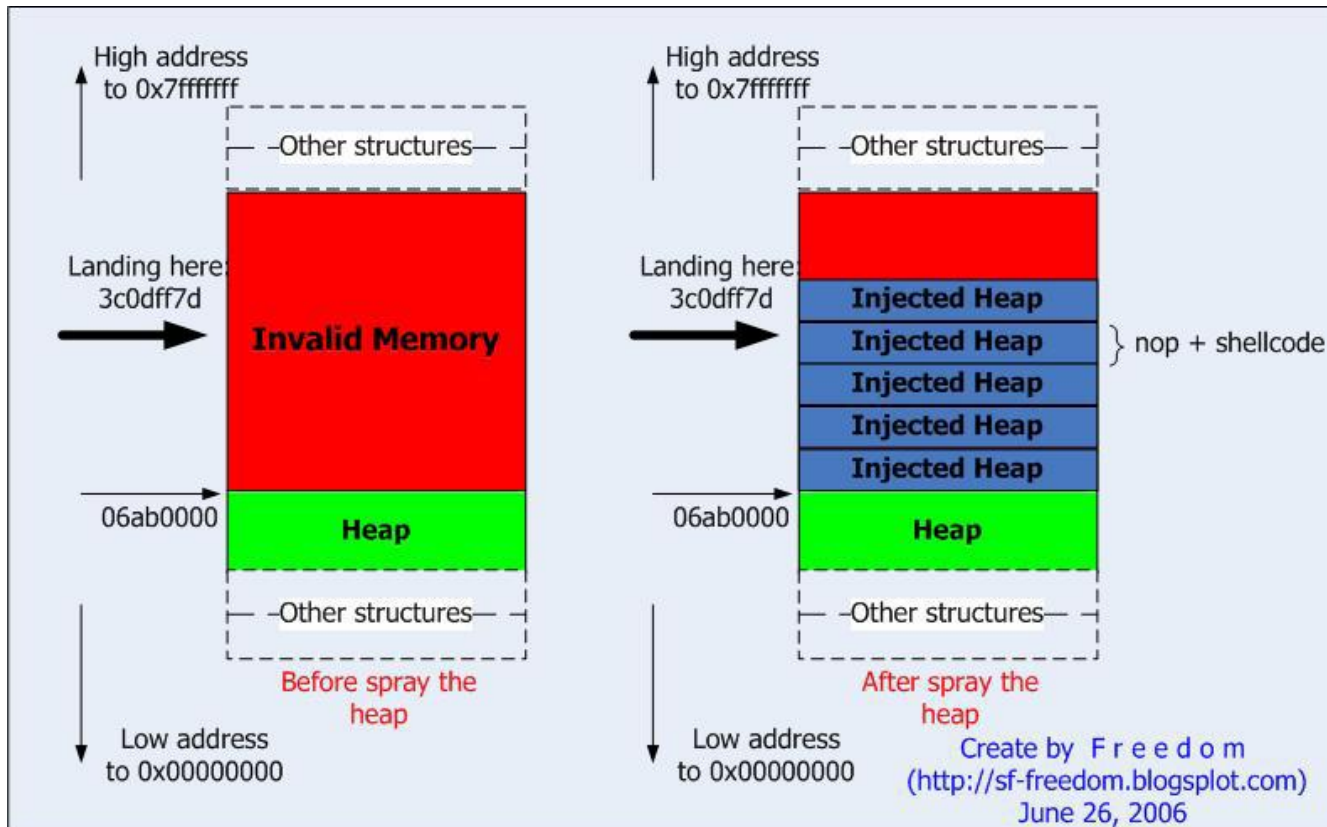 High address
to 0x7fffffff
Other structures
Landing here:
3c0dff7d
Invalid Memory
06ab0000
Heap
Other structures
Before spray the
heap
Low address
to 0x00000000
High address
to 0x7fffffff
Other structures
Landing here:
3c0dff7d
Injected Heap
Injected Heap
nop + shellcode
Injected Heap
Injected Heap
Injected Heap
06ab0000
Heap
Other structures
After spray the
heap
Low address
to 0x00000000
Create by F r e e d o m
(http://sf-freedom.blogsplot.com)
June 26, 2006